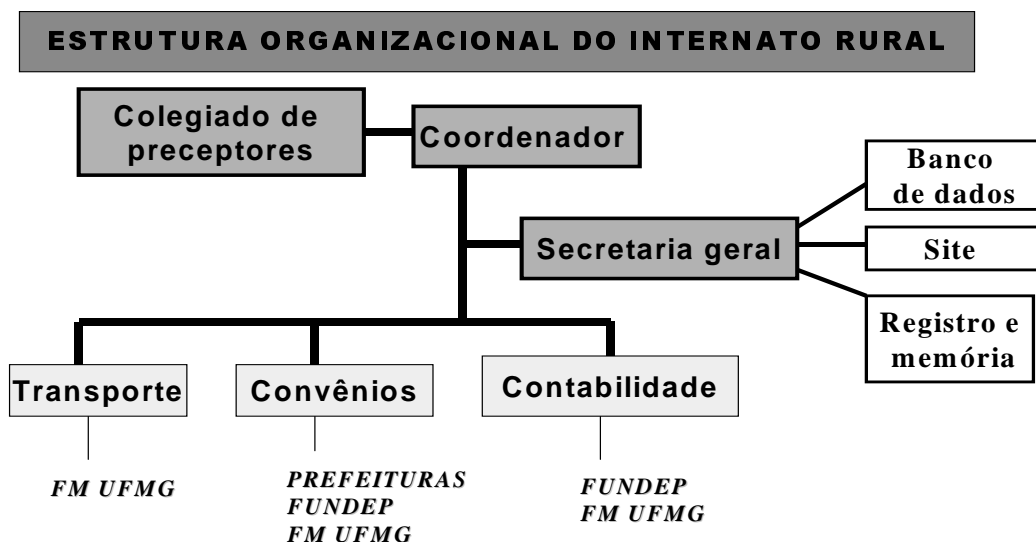 ESTRUTURA ORGANIZACIONAL DO INTERNATO RURAL
Colegiado de
preceptores
Coordenador
Banco
de dados
Secretaria geral
Site
Registro e
memória
Transporte
Convênios
Contabilidade
FM UFMG
PREFEITURAS
FUNDEP
FM UFMG
FUNDEP
FM UFMG